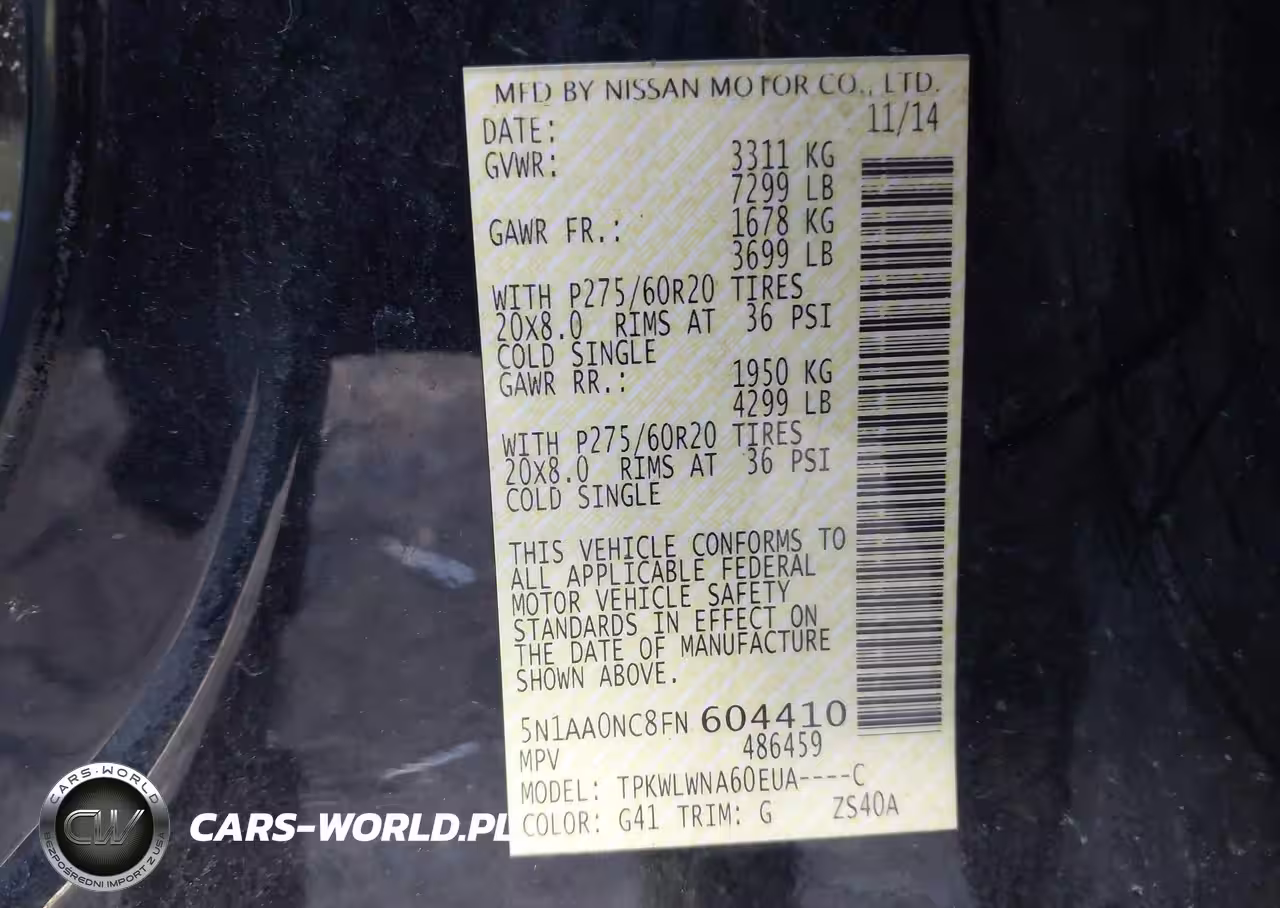 MFD BY NISSAN MOTOR CO., LTD.
DATE: 11/14
GVWR: 3311 KG
7299 LB
GAWR FR.: 1678 KG
3699 LB
WITH P275/60R20 TIRES
20X8.0 RIMS AT 36 PSI
COLD SINGLE
GAWR RR.: 1950 KG
4299 LB
WITH P275/60R20 TIRES
20X8.0 RIMS AT 36 PSI
COLD SINGLE
THIS VEHICLE CONFORMS TO
ALL APPLICABLE FEDERAL
MOTOR VEHICLE SAFETY
STANDARDS IN EFFECT ON
THE DATE OF MANUFACTURE
SHOWN ABOVE.
5N1AA0NC8FN 604410
MPV 486459
MODEL: TPKWLWNA60EUA----C
COLOR: G41 TRIM: G ZS40A
CARS-WORLD
CW
BEZPOŚREDNI IMPORT Z USA
CARS-WORLD.PL